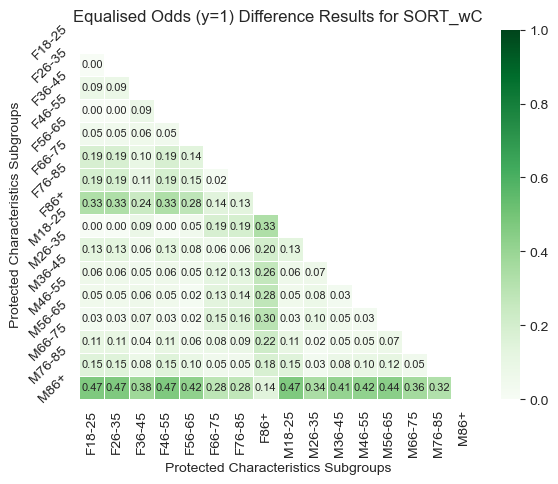 Equalised Odds (y=1) Difference Results for SORT_wC
Protected Characteristics Subgroups
F18-25
F26-35 0.00
F36-45 0.09 0.09
F46-55 0.00 0.00 0.09
F56-65 0.05 0.05 0.06 0.05
F66-75 0.19 0.19 0.10 0.19 0.14
F76-85 0.19 0.19 0.11 0.19 0.15 0.02
F86+ 0.33 0.33 0.24 0.33 0.28 0.14 0.13
M18-25 0.00 0.00 0.09 0.00 0.05 0.19 0.19 0.33
M26-35 0.13 0.13 0.06 0.13 0.08 0.06 0.06 0.20 0.13
M36-45 0.06 0.06 0.05 0.06 0.05 0.12 0.13 0.26 0.06 0.07
M46-55 0.05 0.05 0.06 0.05 0.02 0.13 0.14 0.28 0.05 0.08 0.03
M56-65 0.03 0.03 0.07 0.03 0.02 0.15 0.16 0.30 0.03 0.10 0.05 0.03
M66-75 0.11 0.11 0.04 0.11 0.06 0.08 0.09 0.22 0.11 0.02 0.05 0.05 0.07
M76-85 0.15 0.15 0.08 0.15 0.10 0.05 0.05 0.18 0.15 0.03 0.08 0.10 0.12 0.05
M86+ 0.47 0.47 0.38 0.47 0.42 0.28 0.28 0.14 0.47 0.34 0.41 0.42 0.44 0.36 0.32
F18-25 F26-35 F36-45 F46-55 F56-65 F66-75 F76-85 F86+ M18-25 M26-35 M36-45 M46-55 M56-65 M66-75 M76-85 M86+
Protected Characteristics Subgroups
1.0
0.8
0.6
0.4
0.2
0.0